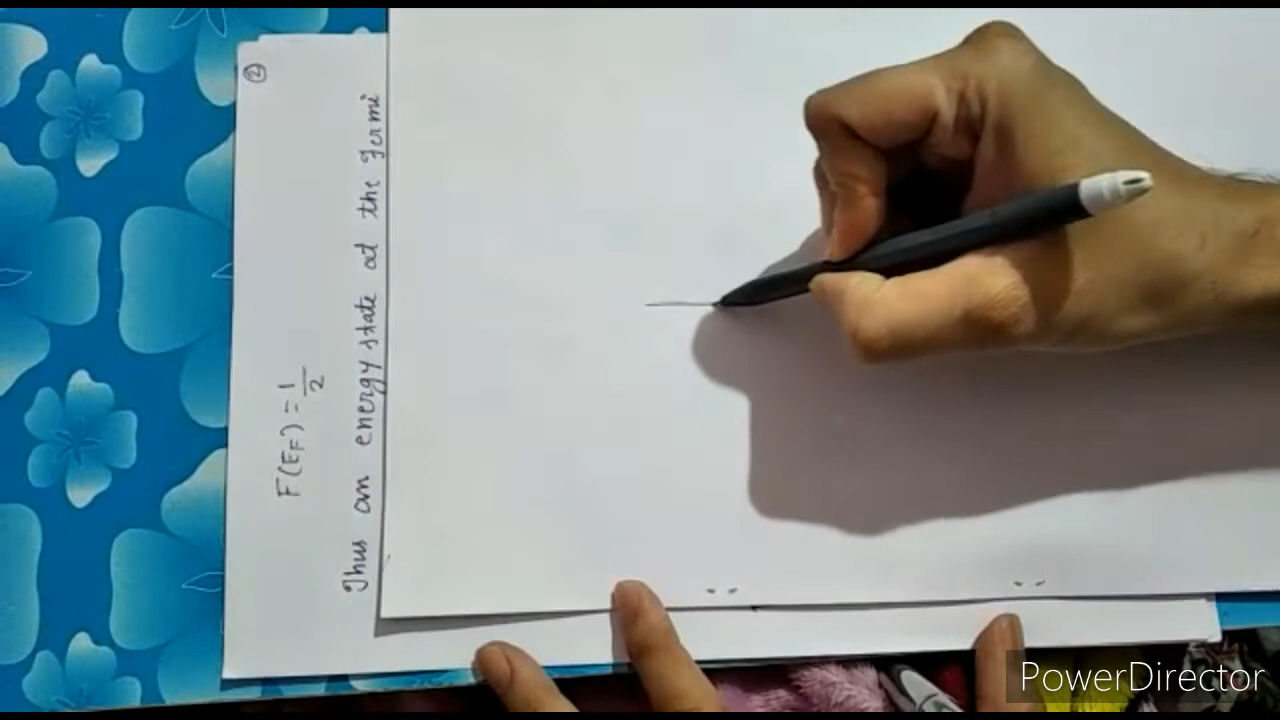 ②
F(E_F) = 1/2
Thus an energy state at the fermi
PowerDirector